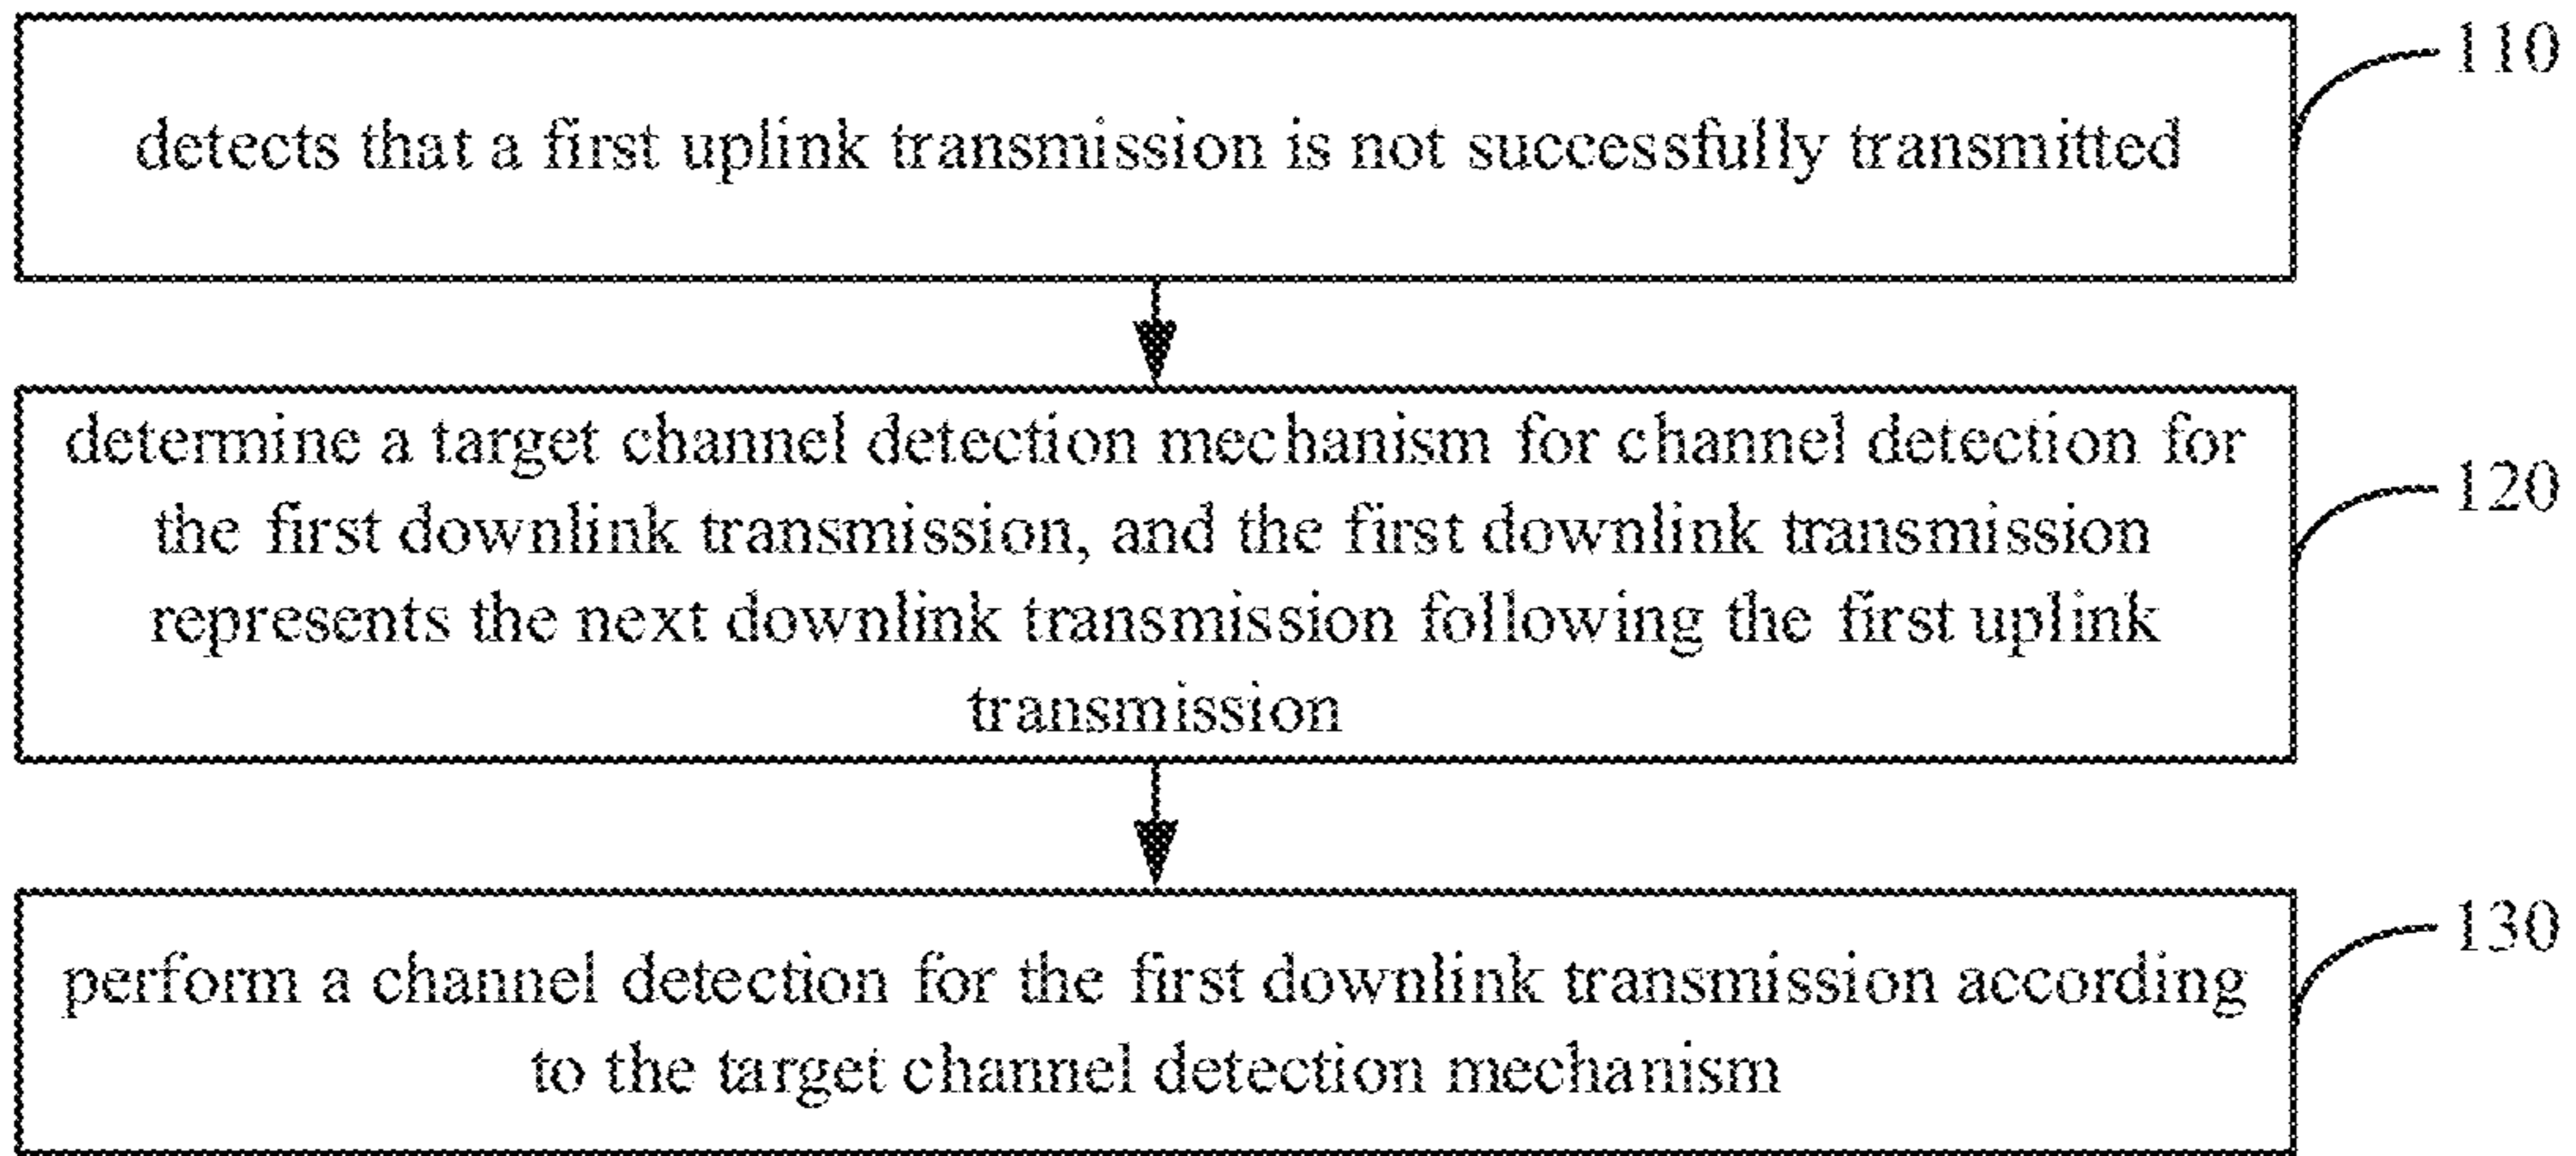 110
detects that a first uplink transmission is not successfully transmitted
determine a target channel detection mechanism for channel detection for
the first downlink transmission, and the first downlink transmission
120
represents the next downlink transmission following the first uplink
transmission
130
perform a channel detection for the first downlink transmission according
to the target channel detection mechanism